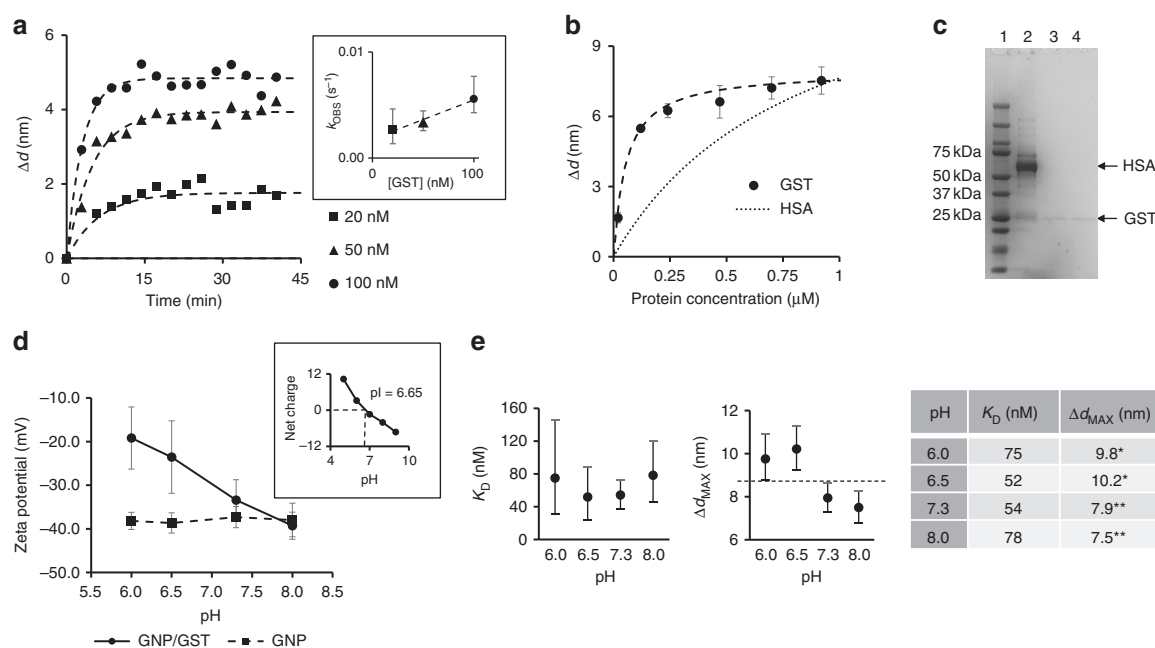 a
6
4
2
0
Δd (nm)
0 15 30 45
Time (min)
0.01
0.00
kOBS (s–1)
0 100
[GST] (nM)
20 nM
50 nM
100 nM
b
9
6
3
0
Δd (nm)
GST
HSA
0 0.25 0.5 0.75 1
Protein concentration (μM)
c
1 2 3 4
75 kDa
50 kDa
37 kDa
25 kDa
HSA
GST
d
–10.0
–20.0
–30.0
–40.0
–50.0
Zeta potential (mV)
5.5 6.0 6.5 7.0 7.5 8.0 8.5
pH
GNP/GST GNP
12
0
–12
Net charge
pI = 6.65
4 7 10
pH
e
160
120
80
40
0
KD (nM)
6.0 6.5 7.3 8.0
pH
12
10
8
6
ΔdMAX (nm)
6.0 6.5 7.3 8.0
pH
pH KD (nM) ΔdMAX (nm)
6.0 75 9.8*
6.5 52 10.2*
7.3 54 7.9**
8.0 78 7.5**